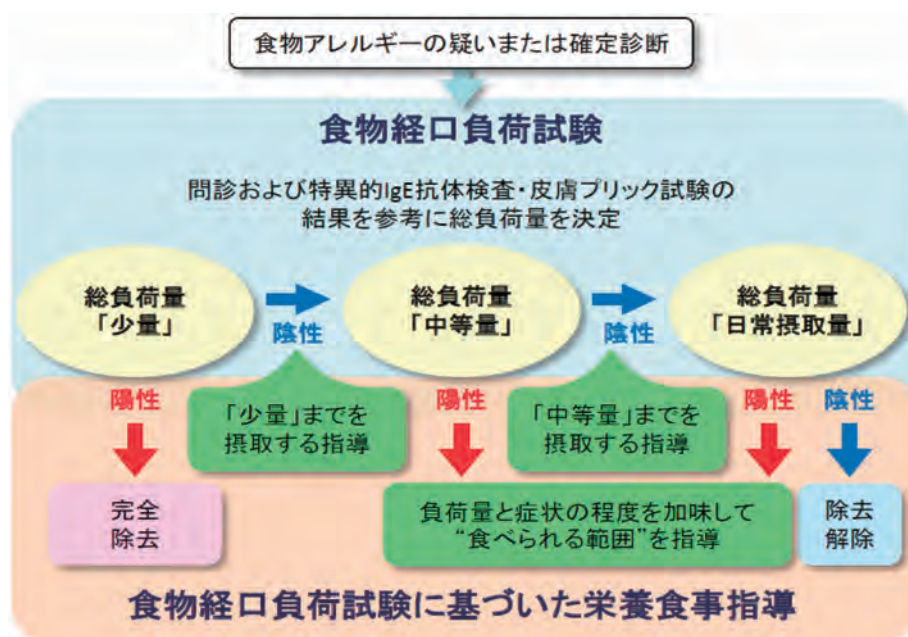 食物アレルギーの疑いまたは確定診断
食物経口負荷試験
問診および特異的IgE抗体検査・皮膚プリック試験の
結果を参考に総負荷量を決定
総負荷量
「少量」
陰性
総負荷量
「中等量」
陰性
総負荷量
「日常摂取量」
陽性
「少量」までを
摂取する指導
陽性
「中等量」までを
摂取する指導
陽性
陰性
完全
除去
負荷量と症状の程度を加味して
“食べられる範囲”を指導
除去
解除
食物経口負荷試験に基づいた栄養食事指導